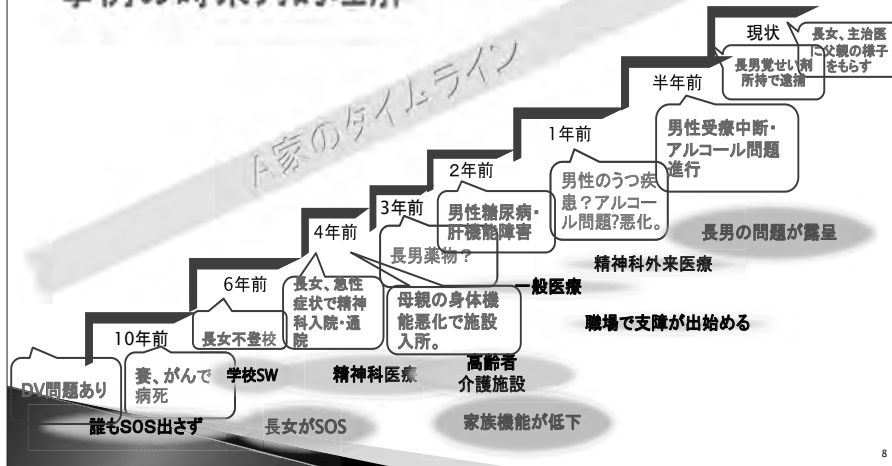 A家のタイムライン
現状
長女、主治医
に父親の様子
をもらす
長男覚せい剤
所持で逮捕
半年前
男性受療中断・
アルコール問題
進行
1年前
男性のうつ疾
患？アルコー
ル問題?悪化。
2年前
男性糖尿病・
肝機能障害
3年前
長男薬物？
4年前
長女、急性
症状で精神
科入院・通
院
母親の身体機
能悪化で施設
入所。
6年前
長女不登校
10年前
妻、がんで
病死
DV問題あり
長男の問題が露呈
精神科外来医療
一般医療
職場で支障が出始める
学校SW
精神科医療
高齢者
介護施設
誰もSOS出さず
長女がSOS
家族機能が低下
8